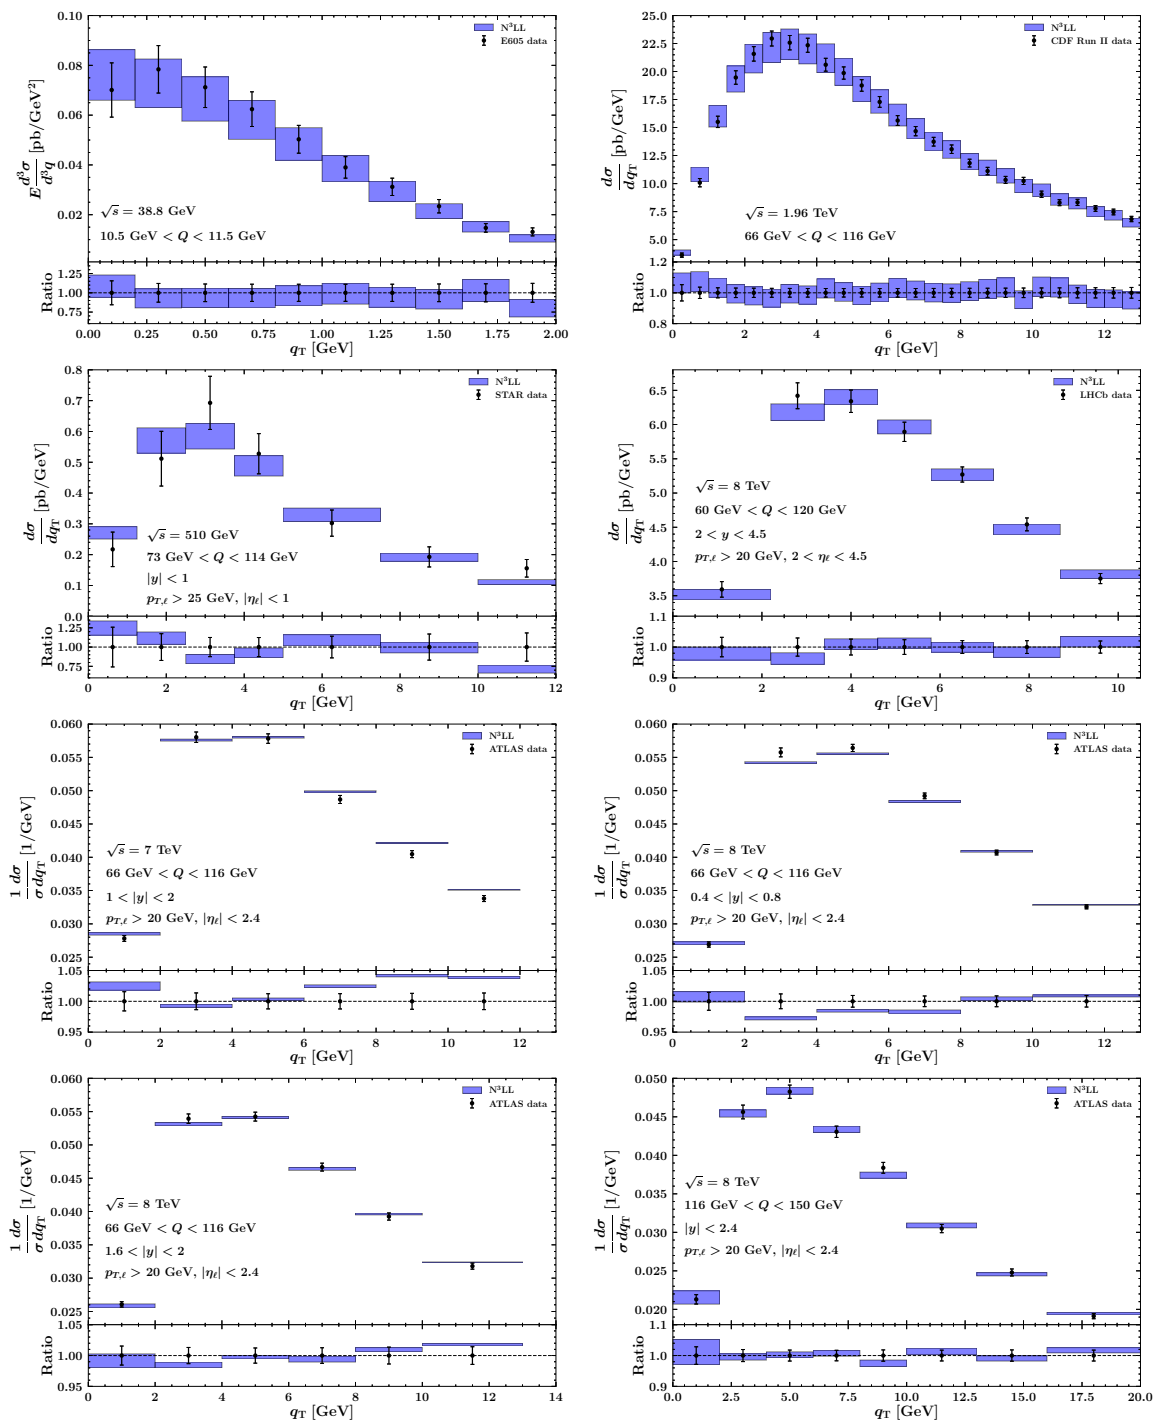 N³LL
E605 data
E d³σ/d³q [pb/GeV²]
0.10
0.08
0.06
0.04
0.02
√s = 38.8 GeV
10.5 GeV < Q < 11.5 GeV
Ratio
1.25
1.00
0.75
0.00 0.25 0.50 0.75 1.00 1.25 1.50 1.75 2.00
qT [GeV]
N³LL
CDF Run II data
dσ/dqT [pb/GeV]
25.0
22.5
20.0
17.5
15.0
12.5
10.0
7.5
5.0
√s = 1.96 TeV
66 GeV < Q < 116 GeV
Ratio
1.2
1.0
0.8
0 2 4 6 8 10 12
qT [GeV]
N³LL
STAR data
dσ/dqT [pb/GeV]
0.8
0.7
0.6
0.5
0.4
0.3
0.2
0.1
0.0
√s = 510 GeV
73 GeV < Q < 114 GeV
|y| < 1
pT,ℓ > 25 GeV, |ηℓ| < 1
Ratio
1.25
1.00
0.75
0 2 4 6 8 10 12
qT [GeV]
N³LL
LHCb data
dσ/dqT [pb/GeV]
6.5
6.0
5.5
5.0
4.5
4.0
3.5
√s = 8 TeV
60 GeV < Q < 120 GeV
2 < y < 4.5
pT,ℓ > 20 GeV, 2 < ηℓ < 4.5
Ratio
1.1
1.0
0.9
0 2 4 6 8 10
qT [GeV]
N³LL
ATLAS data
1/σ dσ/dqT [1/GeV]
0.060
0.055
0.050
0.045
0.040
0.035
0.030
0.025
√s = 7 TeV
66 GeV < Q < 116 GeV
1 < |y| < 2
pT,ℓ > 20 GeV, |ηℓ| < 2.4
Ratio
1.05
1.00
0.95
0 2 4 6 8 10 12
qT [GeV]
N³LL
ATLAS data
1/σ dσ/dqT [1/GeV]
0.060
0.055
0.050
0.045
0.040
0.035
0.030
0.025
√s = 8 TeV
66 GeV < Q < 116 GeV
0.4 < |y| < 0.8
pT,ℓ > 20 GeV, |ηℓ| < 2.4
Ratio
1.05
1.00
0.95
0 2 4 6 8 10 12
qT [GeV]
N³LL
ATLAS data
1/σ dσ/dqT [1/GeV]
0.060
0.055
0.050
0.045
0.040
0.035
0.030
0.025
√s = 8 TeV
66 GeV < Q < 116 GeV
1.6 < |y| < 2
pT,ℓ > 20 GeV, |ηℓ| < 2.4
Ratio
1.05
1.00
0.95
0 2 4 6 8 10 12 14
qT [GeV]
N³LL
ATLAS data
1/σ dσ/dqT [1/GeV]
0.050
0.045
0.040
0.035
0.030
0.025
0.020
√s = 8 TeV
116 GeV < Q < 150 GeV
|y| < 2.4
pT,ℓ > 20 GeV, |ηℓ| < 2.4
Ratio
1.1
1.0
0.9
0.0 2.5 5.0 7.5 10.0 12.5 15.0 17.5 20.0
qT [GeV]